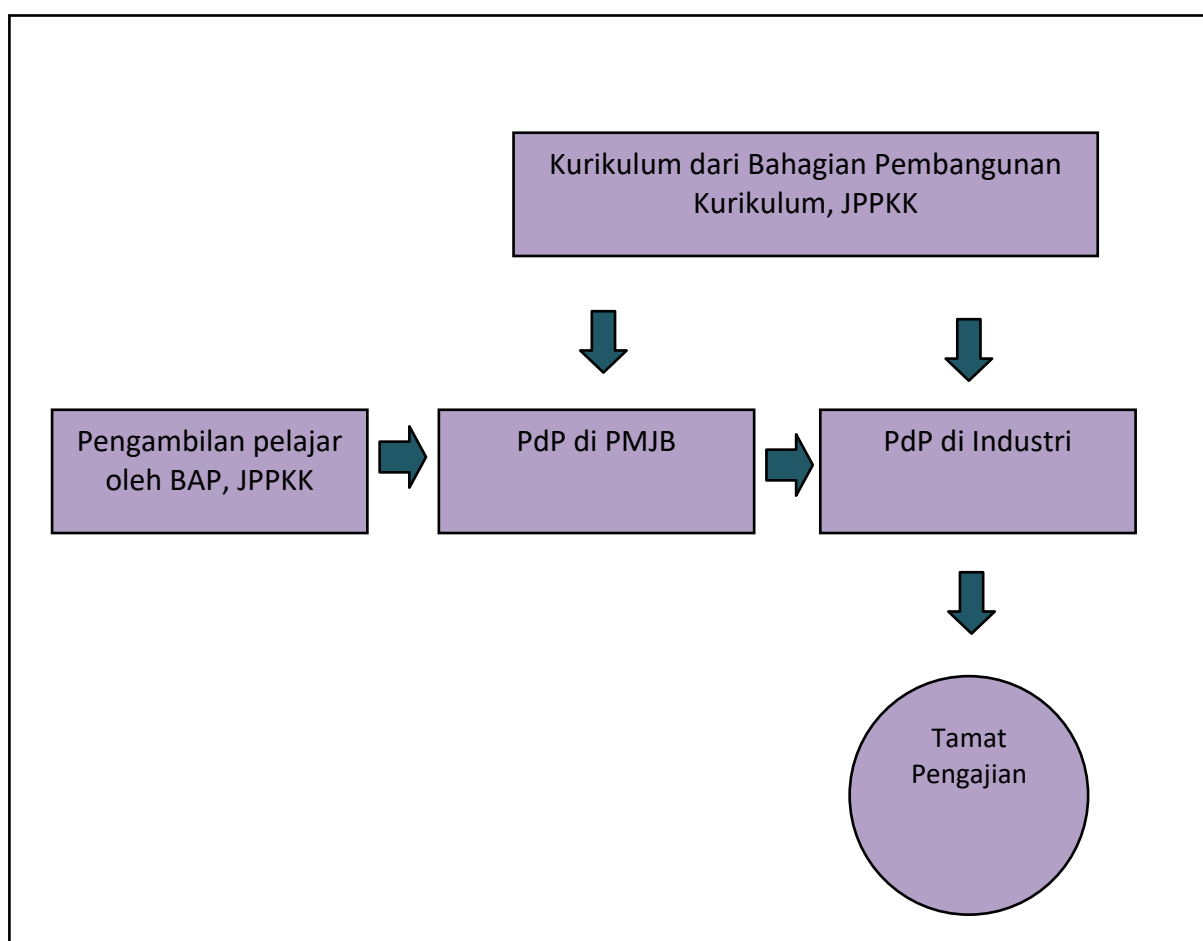 Kurikulum dari Bahagian Pembangunan
Kurikulum, JPPKK
Pengambilan pelajar
oleh BAP, JPPKK
PdP di PMJB
PdP di Industri
Tamat
Pengajian